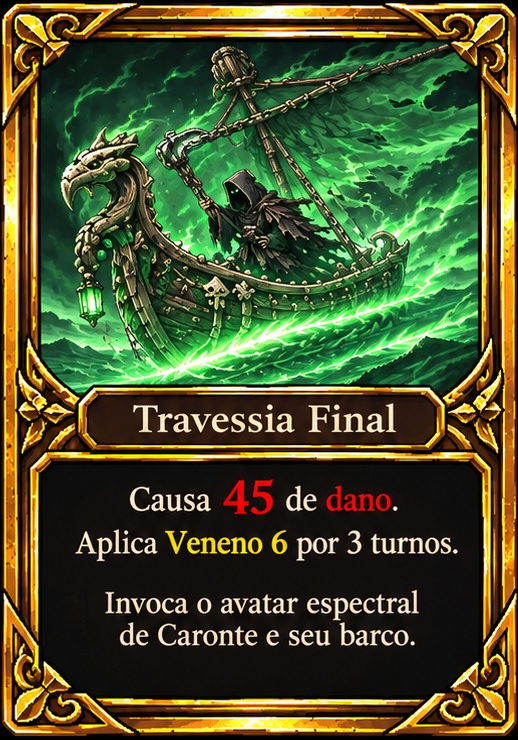 Travessia Final
Causa 45 de dano.
Aplica Veneno 6 por 3 turnos.
Invoca o avatar espectral
de Caronte e seu barco.